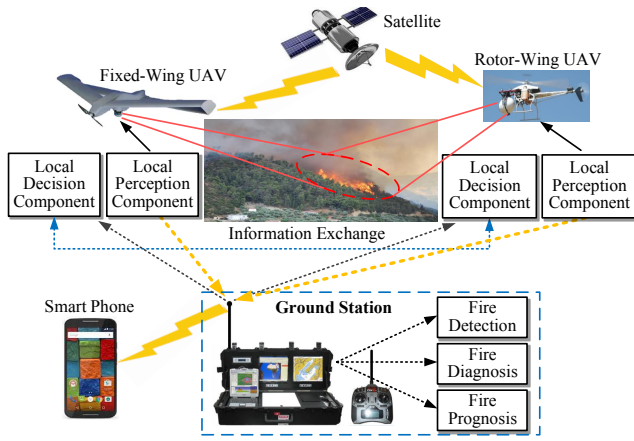 Satellite
Fixed-Wing UAV
Rotor-Wing UAV
Local
Decision
Component
Local
Perception
Component
Local
Decision
Component
Local
Perception
Component
Information Exchange
Smart Phone
Ground Station
Fire
Detection
Fire
Diagnosis
Fire
Prognosis